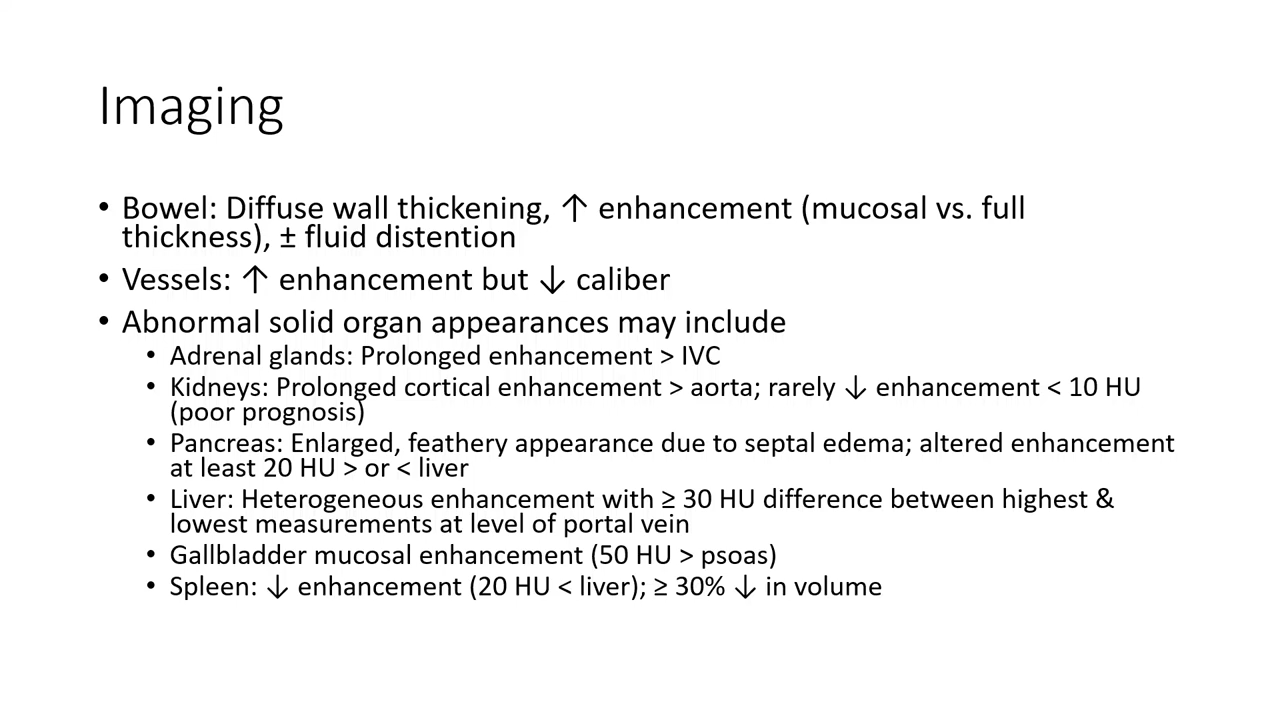 Imaging
• Bowel: Diffuse wall thickening, ↑ enhancement (mucosal vs. full
thickness), ± fluid distention
• Vessels: ↑ enhancement but ↓ caliber
• Abnormal solid organ appearances may include
• Adrenal glands: Prolonged enhancement > IVC
• Kidneys: Prolonged cortical enhancement > aorta; rarely ↓ enhancement < 10 HU
(poor prognosis)
• Pancreas: Enlarged, feathery appearance due to septal edema; altered enhancement
at least 20 HU > or < liver
• Liver: Heterogeneous enhancement with ≥ 30 HU difference between highest &
lowest measurements at level of portal vein
• Gallbladder mucosal enhancement (50 HU > psoas)
• Spleen: ↓ enhancement (20 HU < liver); ≥ 30% ↓ in volume